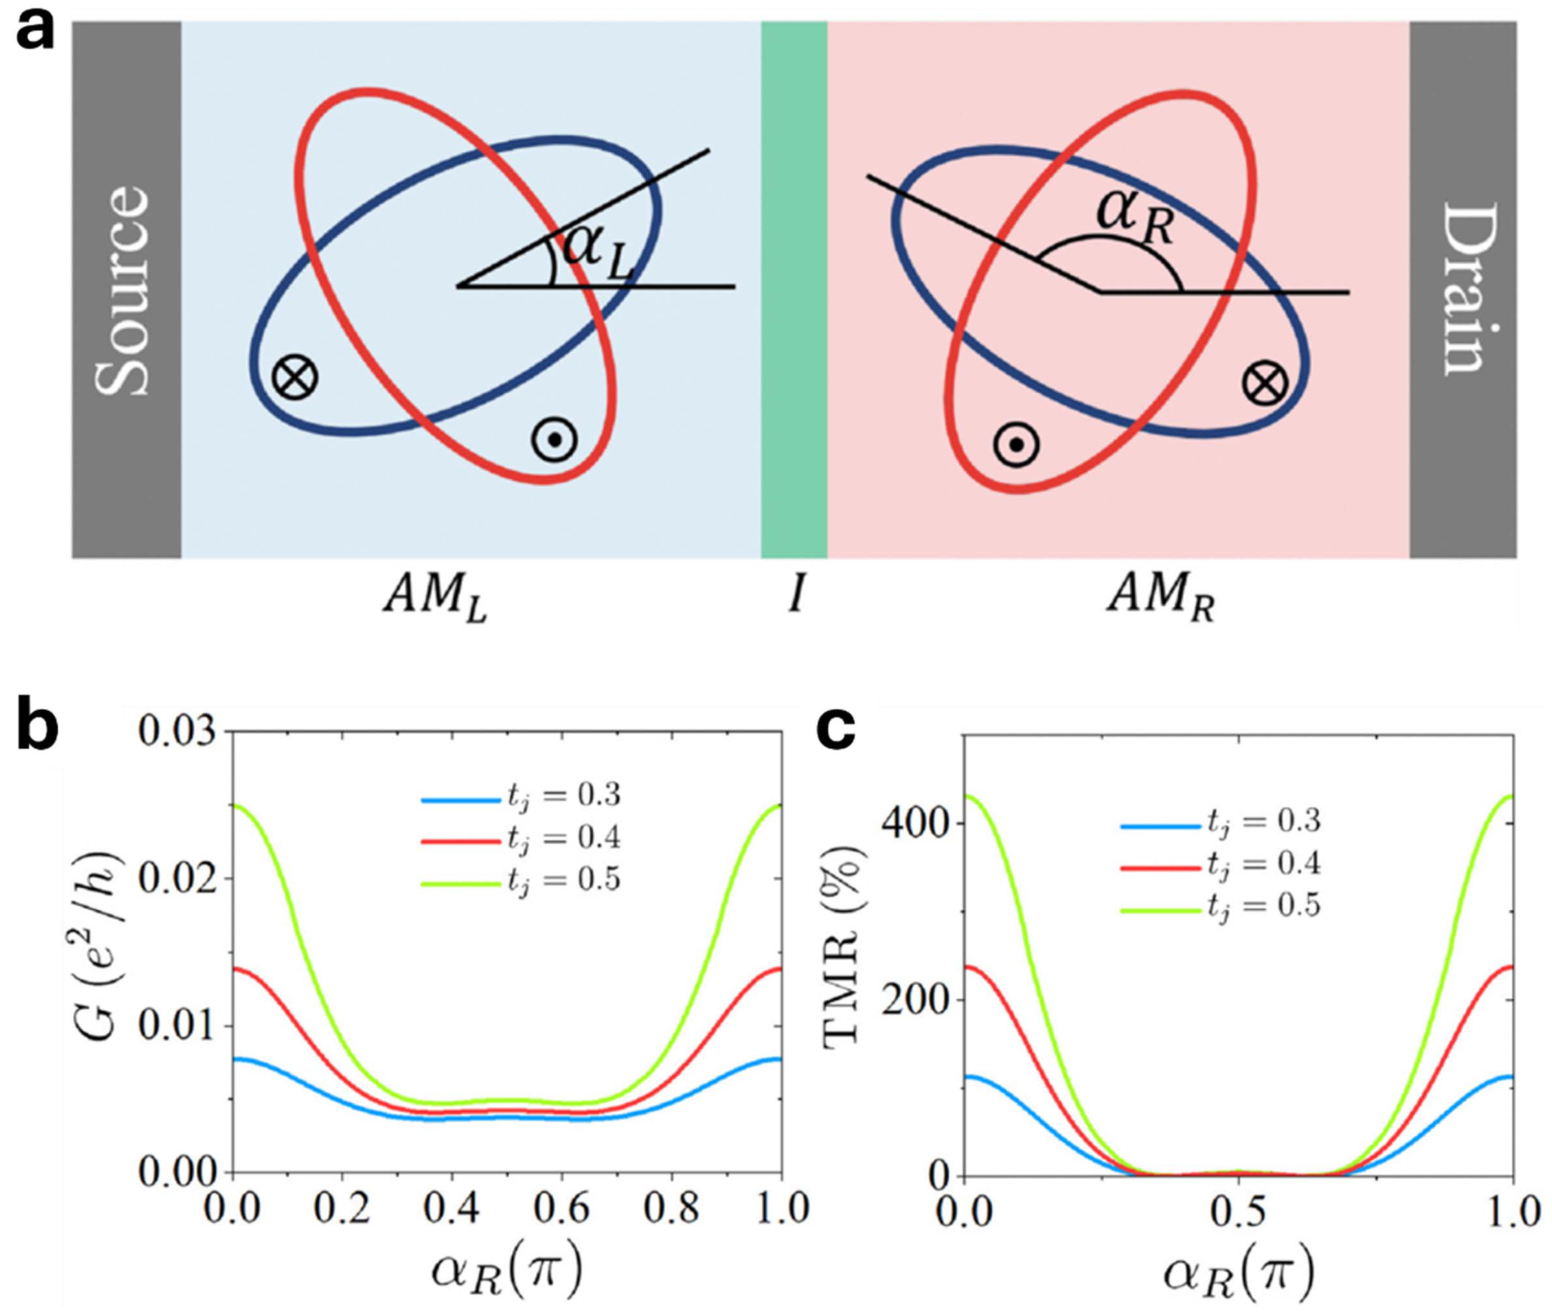 a
Source
α_L
α_R
Drain
AM_L
I
AM_R
b
0.03
0.02
0.01
0.00
G (e²/h)
t_j = 0.3
t_j = 0.4
t_j = 0.5
0.0 0.2 0.4 0.6 0.8 1.0
α_R(π)
c
400
200
0
TMR (%)
t_j = 0.3
t_j = 0.4
t_j = 0.5
0.0 0.5 1.0
α_R(π)